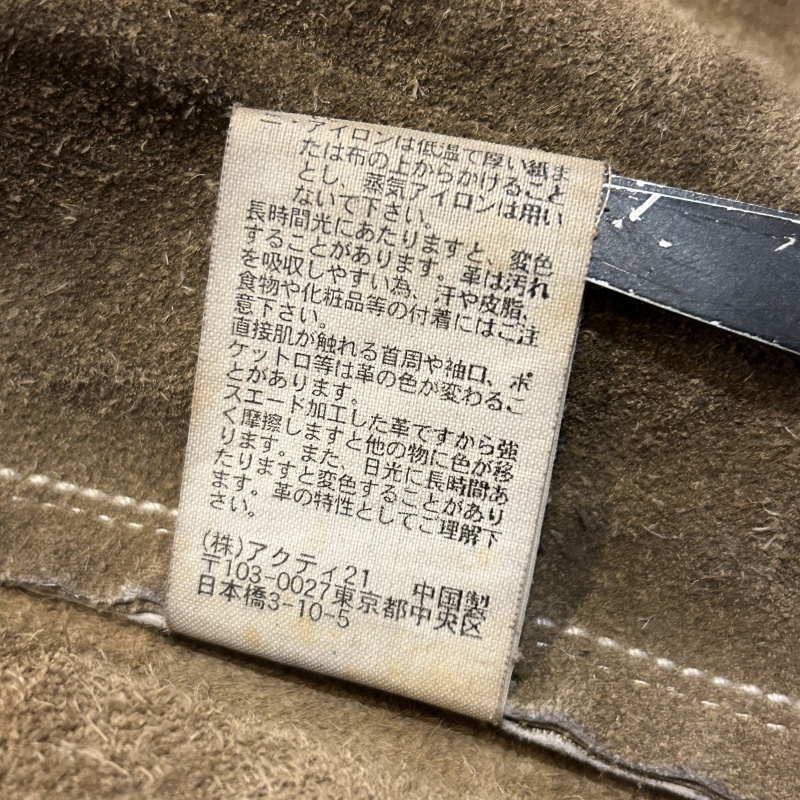 アイロンは低温で厚い紙ま
たは布の上からかけること
とし、蒸気アイロンは用い
ないで下さい。
長時間光にあたりますと、変色
することがあります。革は汚れ
を吸収しやすい為、汗や皮脂、
食物や化粧品等の付着にはご注
意下さい。
直接肌が触れる首周や袖口、ポ
ケット口等は革の色が変わるこ
とがあります。
スエード加工した革ですから強
く摩擦しますと他の物に色が移
ります。また、日光に長時間あ
たりますと変色することがあり
ます。革の特性としてご理解下
さい。
(株)アクティ21 中国製
〒103-0027東京都中央区
日本橋3-10-5